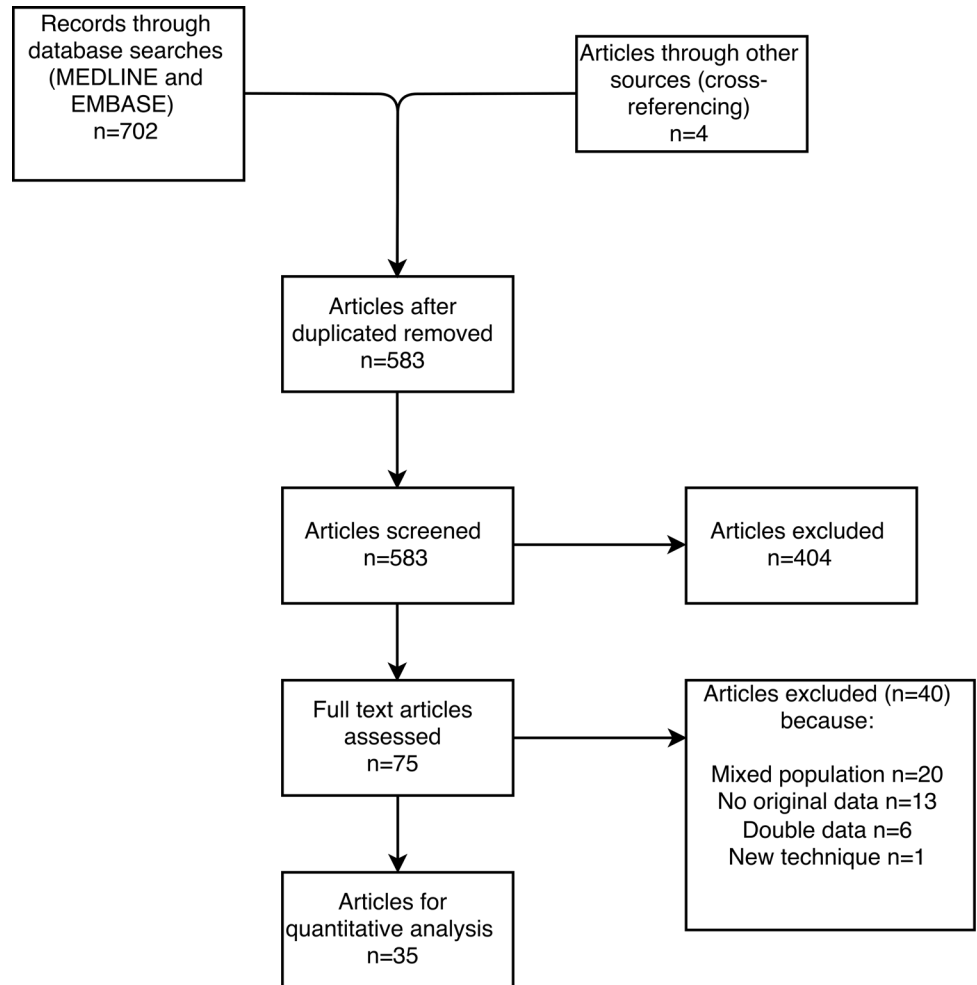 Records through
database searches
(MEDLINE and
EMBASE)
n=702
Articles through other
sources (cross-
referencing)
n=4
Articles after
duplicated removed
n=583
Articles screened
n=583
Articles excluded
n=404
Full text articles
assessed
n=75
Articles excluded (n=40)
because:
Mixed population n=20
No original data n=13
Double data n=6
New technique n=1
Articles for
quantitative analysis
n=35